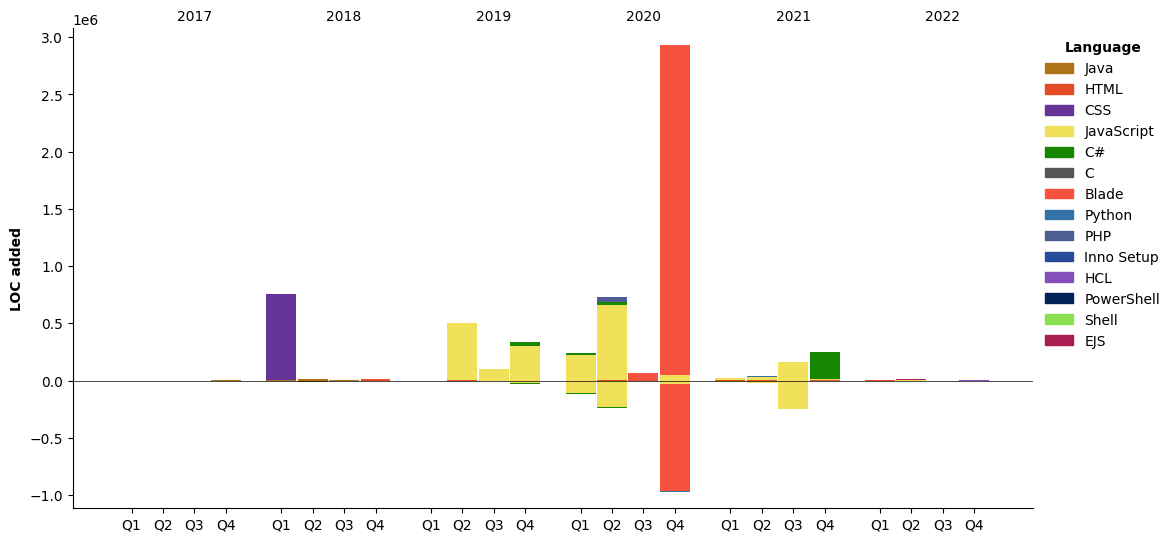 1e6
2017 2018 2019 2020 2021 2022
3.0
2.5
2.0
1.5
1.0
0.5
0.0
−0.5
−1.0
LOC added
Q1 Q2 Q3 Q4 Q1 Q2 Q3 Q4 Q1 Q2 Q3 Q4 Q1 Q2 Q3 Q4 Q1 Q2 Q3 Q4 Q1 Q2 Q3 Q4
Language
Java
HTML
CSS
JavaScript
C#
C
Blade
Python
PHP
Inno Setup
HCL
PowerShell
Shell
EJS